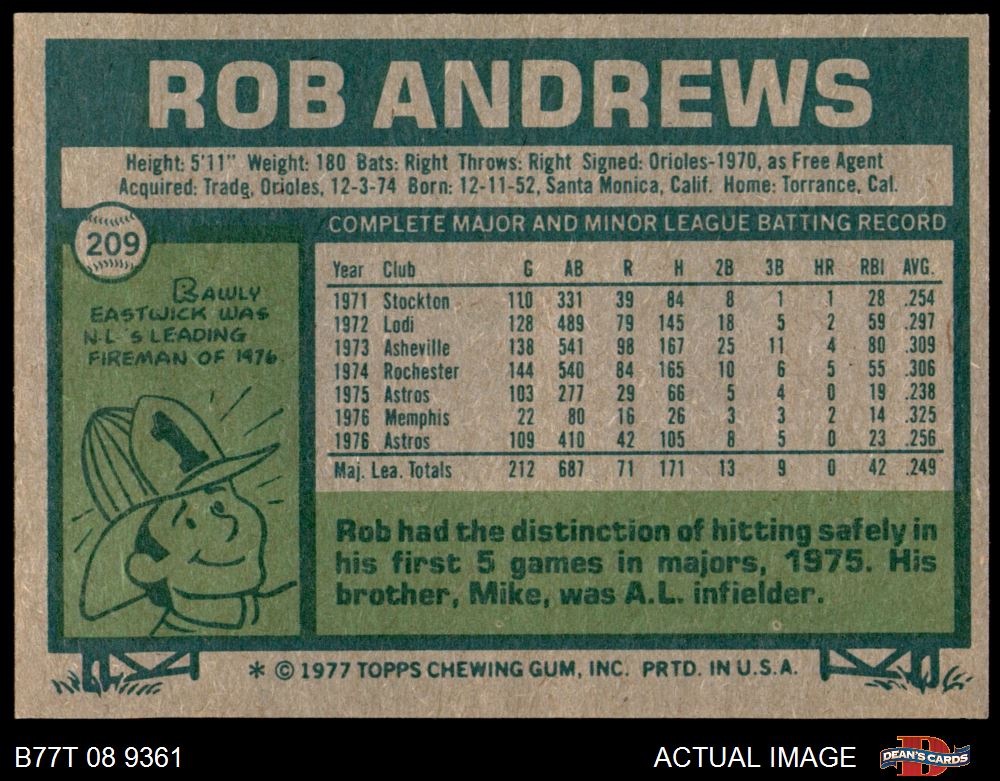 ROB ANDREWS
Height: 5'11" Weight: 180 Bats: Right Throws: Right Signed: Orioles-1970, as Free Agent
Acquired: Trade, Orioles, 12-3-74 Born: 12-11-52, Santa Monica, Calif. Home: Torrance, Cal.
209
RAWLY
EASTWICK WAS
N·L·'S LEADING
FIREMAN OF 1976.
1
COMPLETE MAJOR AND MINOR LEAGUE BATTING RECORD
Year Club G AB R H 2B 3B HR RBI AVG.
1971 Stockton 110 331 39 84 8 1 1 28 .254
1972 Lodi 128 489 79 145 18 5 2 59 .297
1973 Asheville 138 541 98 167 25 11 4 80 .309
1974 Rochester 144 540 84 165 10 6 5 55 .306
1975 Astros 103 277 29 66 5 4 0 19 .238
1976 Memphis 22 80 16 26 3 3 2 14 .325
1976 Astros 109 410 42 105 8 5 0 23 .256
Maj. Lea. Totals 212 687 71 171 13 9 0 42 .249
Rob had the distinction of hitting safely in
his first 5 games in majors, 1975. His
brother, Mike, was A.L. infielder.
* © 1977 TOPPS CHEWING GUM, INC. PRTD. IN U.S.A.
B77T 08 9361
ACTUAL IMAGE
D
DEAN'S CARDS